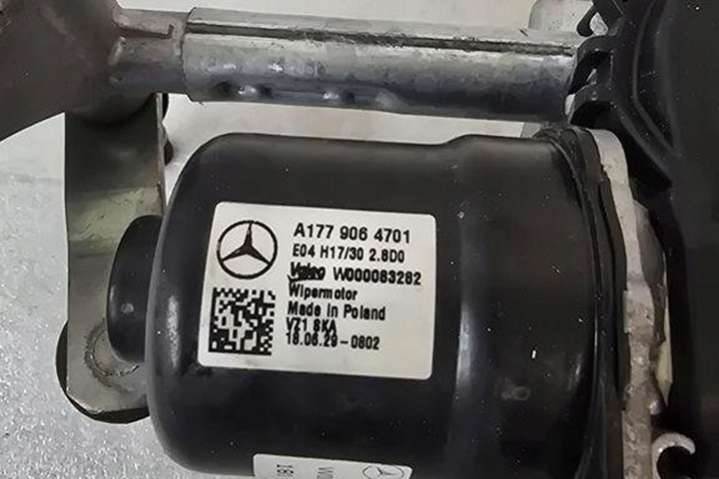 A177 906 4701
E04 H17/30 2.8D0
Valeo W000083282
Wipermotor
Made in Poland
VZ1 SKA
18.06.29-0802